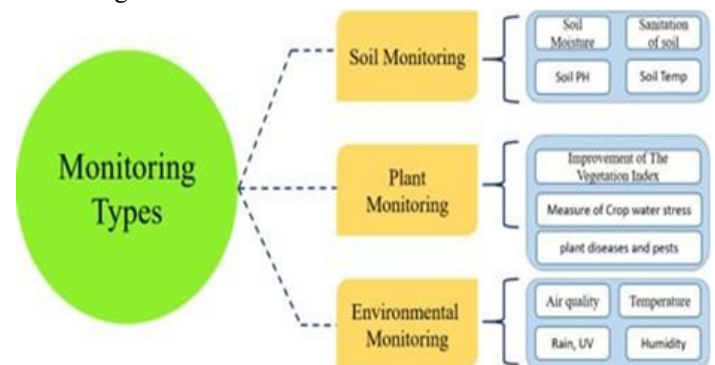 Monitoring
Types
Soil Monitoring
Soil
Moisture
Sanitation
of soil
Soil PH
Soil Temp
Plant
Monitoring
Improvement of The
Vegetation Index
Measure of Crop water stress
plant diseases and pests
Environmental
Monitoring
Air quality
Temperature
Rain, UV
Humidity